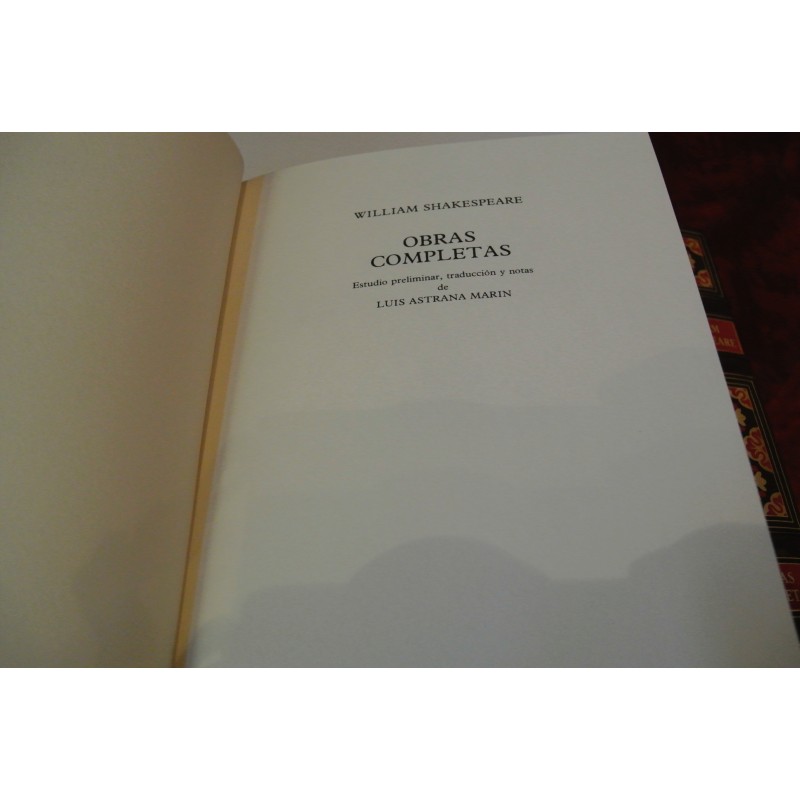 WILLIAM SHAKESPEARE
OBRAS
COMPLETAS
Estudio preliminar, traducción y notas
de
LUIS ASTRANA MARIN